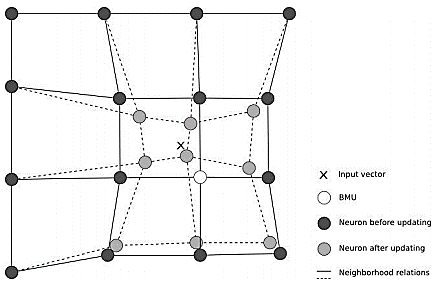 Input vector
BMU
Neuron before updating
Neuron after updating
Neighborhood relations